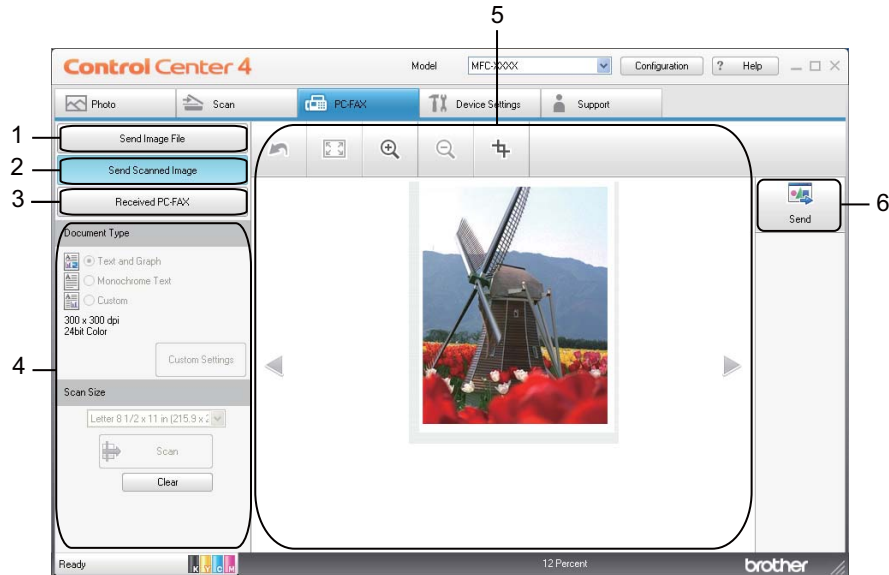 5
Control Center 4
Model MFC-XXXX Configuration ? Help
Photo Scan PC-FAX Device Settings Support
1 Send Image File
2 Send Scanned Image
3 Received PC-FAX
6
Send
Document Type
Text and Graph
Monochrome Text
Custom
300 x 300 dpi
24bit Color
Custom Settings
4
Scan Size
Letter 8 1/2 x 11 in (215.9 x 2
Scan
Clear
Ready K Y C M 12 Percent brother